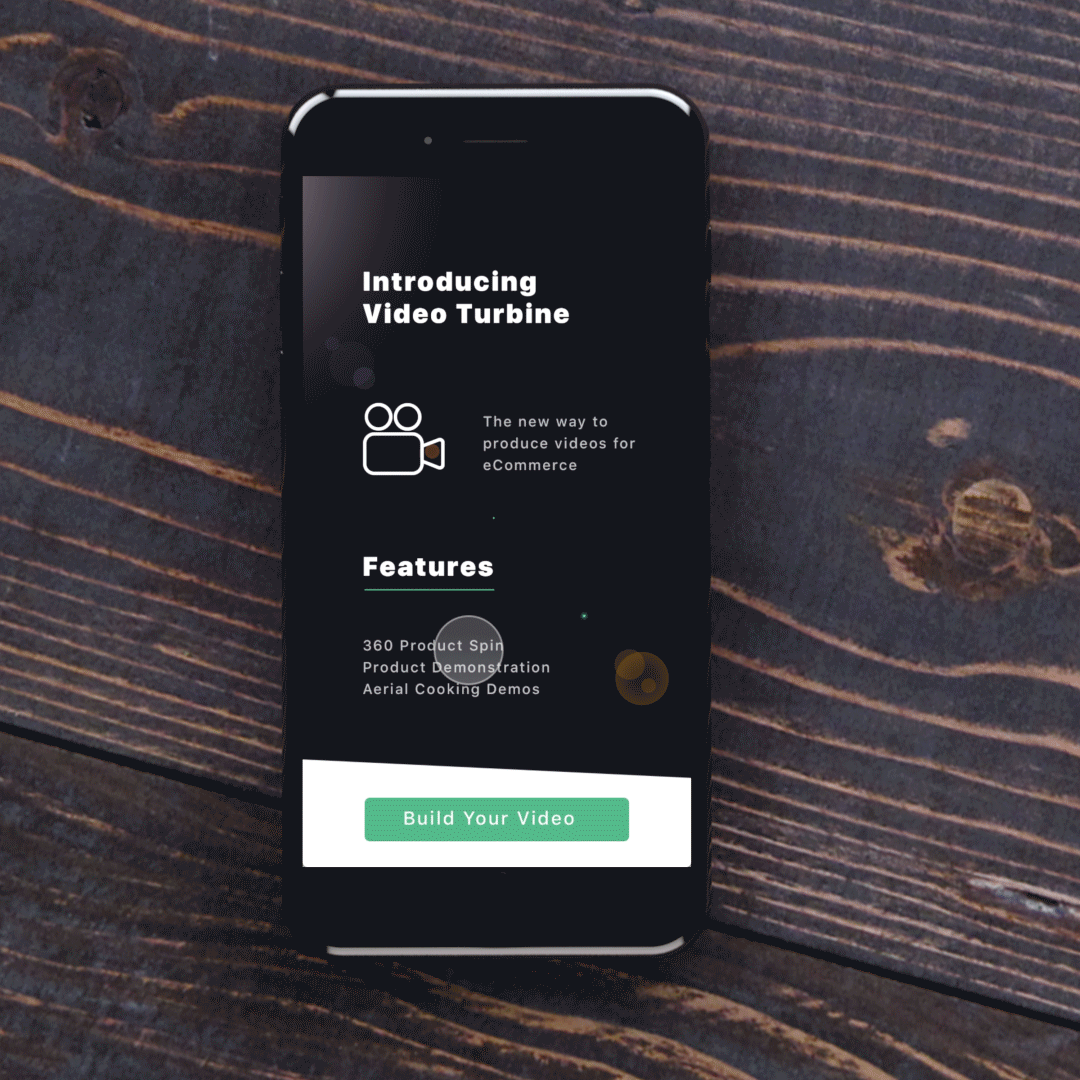 Introducing
Video Turbine
The new way to
produce videos for
eCommerce
Features
360 Product Spin
Product Demonstration
Aerial Cooking Demos
Build Your Video